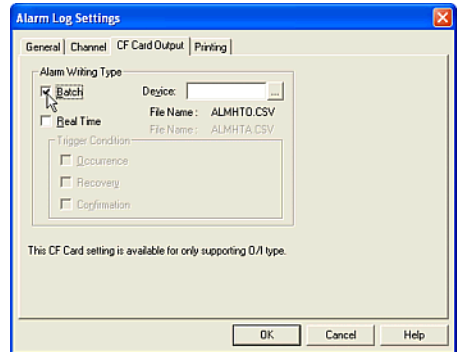 Alarm Log Settings
General Channel CF Card Output Printing
Alarm Writing Type
Batch Device: ...
File Name : ALMHT0.CSV
Real Time File Name : ALMHTA.CSV
Trigger Condition
Occurrence
Recovery
Confirmation
This CF Card setting is available for only supporting O/I type.
OK Cancel Help